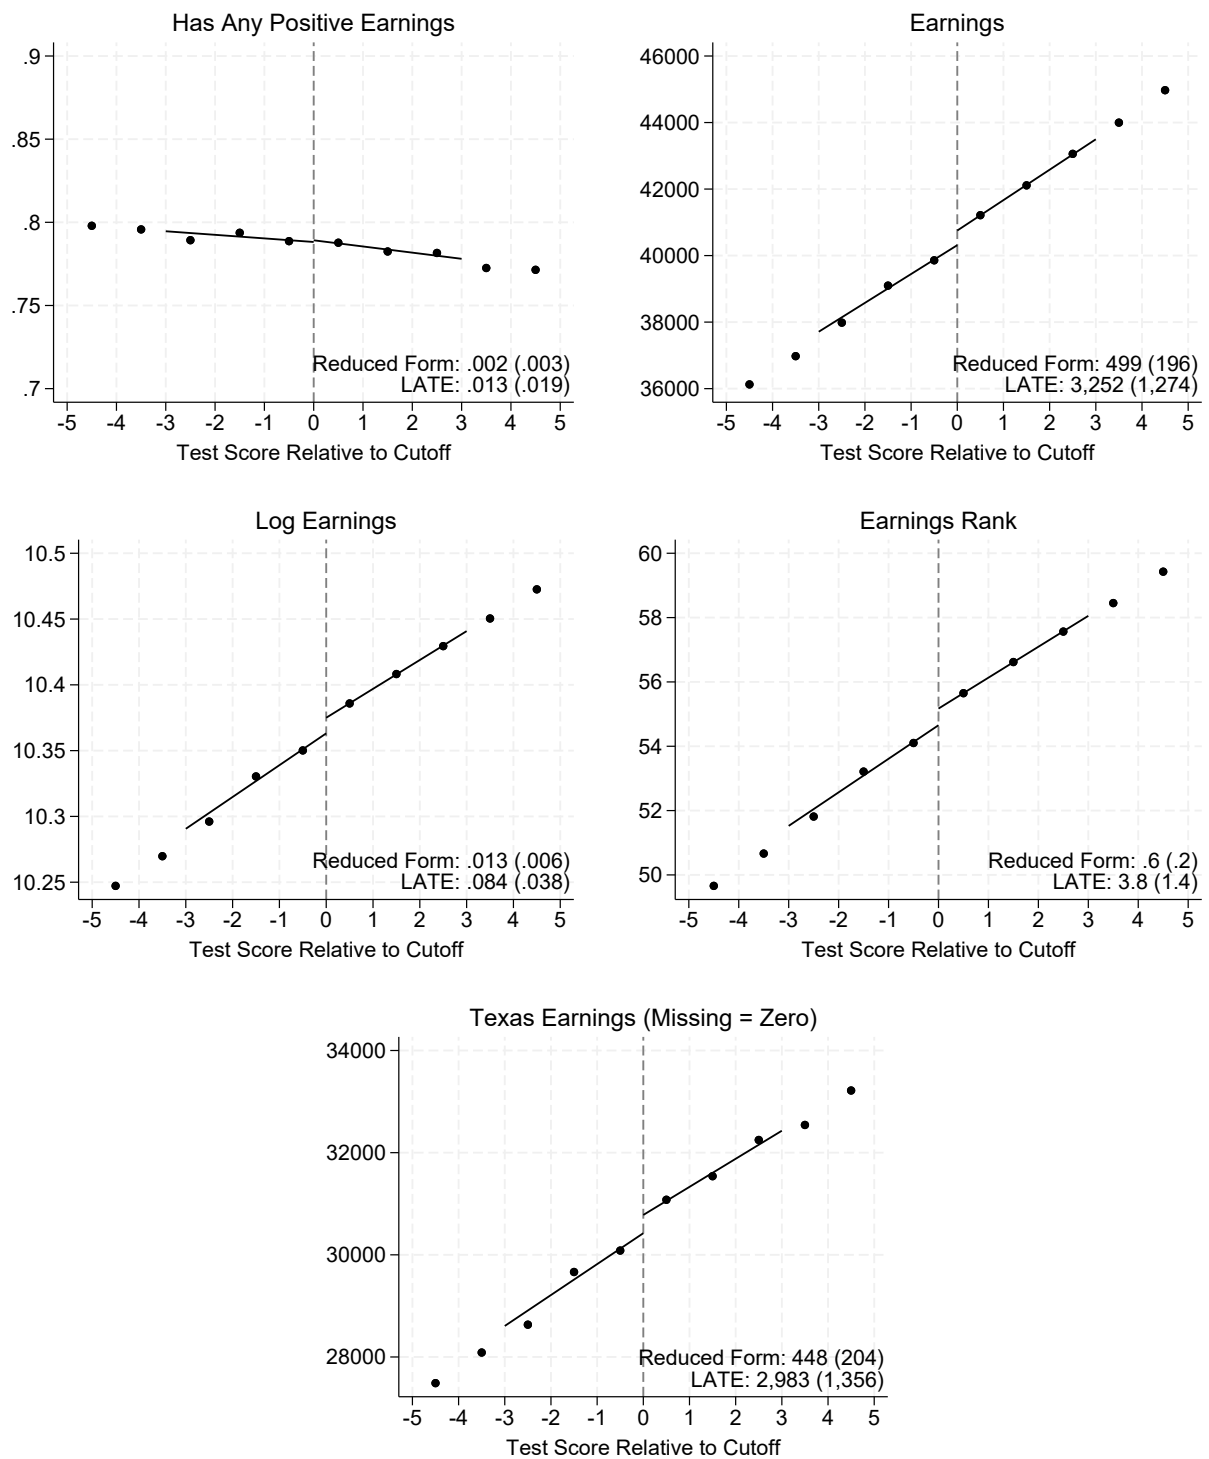 Has Any Positive Earnings
.9
.85
.8
.75
.7
Reduced Form: .002 (.003)
LATE: .013 (.019)
-5 -4 -3 -2 -1 0 1 2 3 4 5
Test Score Relative to Cutoff
Earnings
46000
44000
42000
40000
38000
36000
Reduced Form: 499 (196)
LATE: 3,252 (1,274)
-5 -4 -3 -2 -1 0 1 2 3 4 5
Test Score Relative to Cutoff
Log Earnings
10.5
10.45
10.4
10.35
10.3
10.25
Reduced Form: .013 (.006)
LATE: .084 (.038)
-5 -4 -3 -2 -1 0 1 2 3 4 5
Test Score Relative to Cutoff
Earnings Rank
60
58
56
54
52
50
Reduced Form: .6 (.2)
LATE: 3.8 (1.4)
-5 -4 -3 -2 -1 0 1 2 3 4 5
Test Score Relative to Cutoff
Texas Earnings (Missing = Zero)
34000
32000
30000
28000
Reduced Form: 448 (204)
LATE: 2,983 (1,356)
-5 -4 -3 -2 -1 0 1 2 3 4 5
Test Score Relative to Cutoff